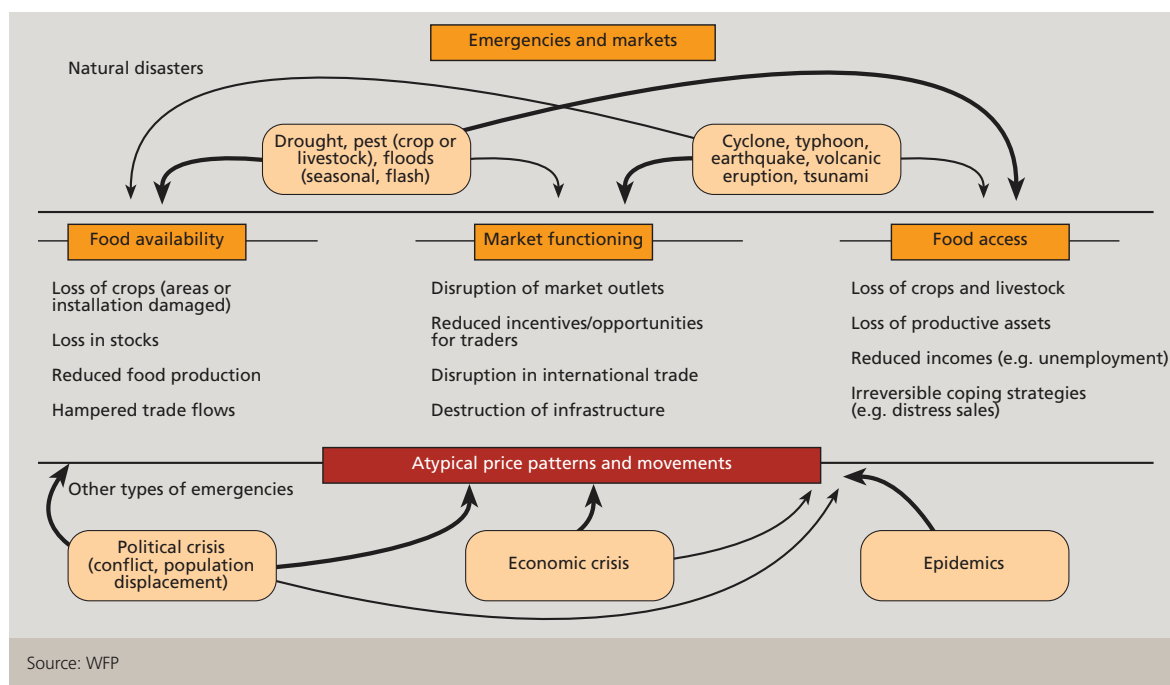 Emergencies and markets
Natural disasters
Drought, pest (crop or
livestock), floods
(seasonal, flash)
Cyclone, typhoon,
earthquake, volcanic
eruption, tsunami
Food availability
Market functioning
Food access
Loss of crops (areas or
installation damaged)
Loss in stocks
Reduced food production
Hampered trade flows
Disruption of market outlets
Reduced incentives/opportunities
for traders
Disruption in international trade
Destruction of infrastructure
Loss of crops and livestock
Loss of productive assets
Reduced incomes (e.g. unemployment)
Irreversible coping strategies
(e.g. distress sales)
Atypical price patterns and movements
Other types of emergencies
Political crisis
(conflict, population
displacement)
Economic crisis
Epidemics
Source: WFP